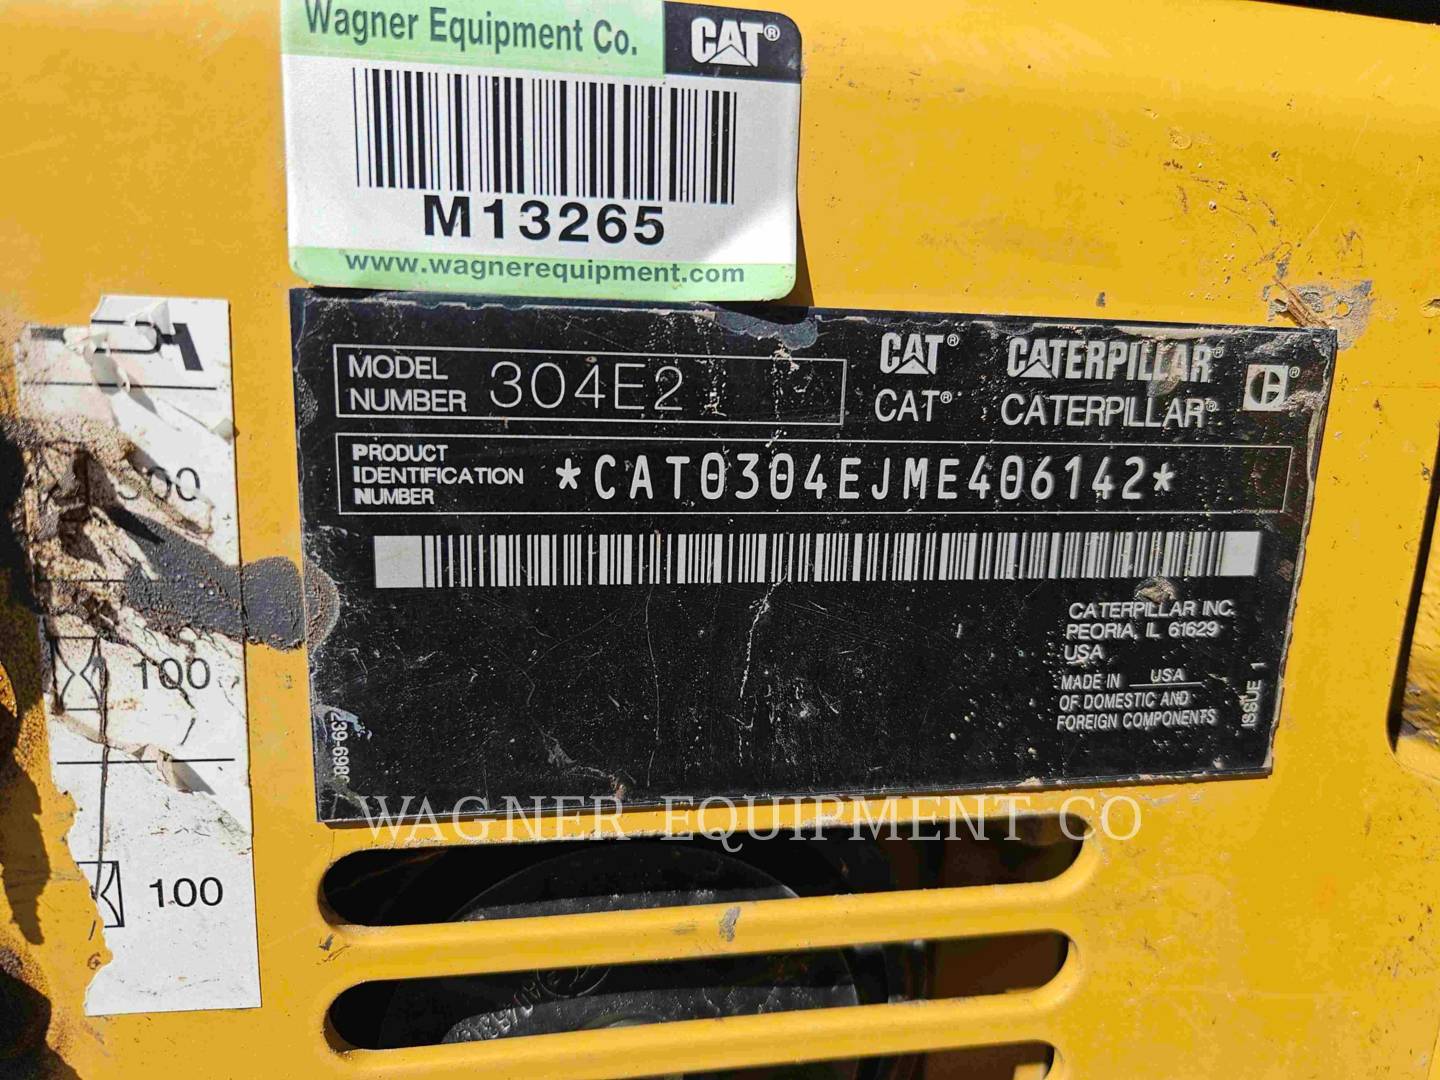 Wagner Equipment Co.
CAT®
M13265
www.wagnerequipment.com
MODEL
NUMBER
304E2
CAT® CATERPILLAR®
CAT® CATERPILLAR®
PRODUCT
IDENTIFICATION
NUMBER
*CAT0304EJME406142*
CATERPILLAR INC.
PEORIA, IL 61629
USA
MADE IN USA
OF DOMESTIC AND
FOREIGN COMPONENTS
ISSUE 1
100
100
WAGNER EQUIPMENT CO